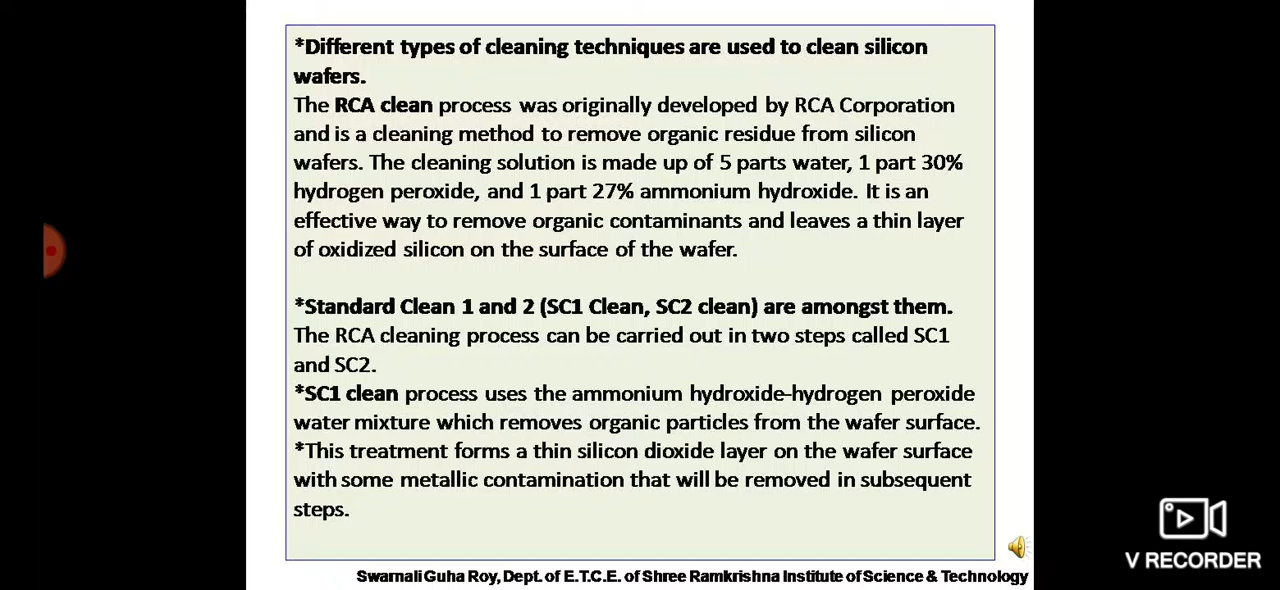 *Different types of cleaning techniques are used to clean silicon
wafers.
The RCA clean process was originally developed by RCA Corporation
and is a cleaning method to remove organic residue from silicon
wafers. The cleaning solution is made up of 5 parts water, 1 part 30%
hydrogen peroxide, and 1 part 27% ammonium hydroxide. It is an
effective way to remove organic contaminants and leaves a thin layer
of oxidized silicon on the surface of the wafer.
*Standard Clean 1 and 2 (SC1 Clean, SC2 clean) are amongst them.
The RCA cleaning process can be carried out in two steps called SC1
and SC2.
*SC1 clean process uses the ammonium hydroxide-hydrogen peroxide
water mixture which removes organic particles from the wafer surface.
*This treatment forms a thin silicon dioxide layer on the wafer surface
with some metallic contamination that will be removed in subsequent
steps.
Swarnali Guha Roy, Dept. of E.T.C.E. of Shree Ramkrishna Institute of Science & Technology
V RECORDER